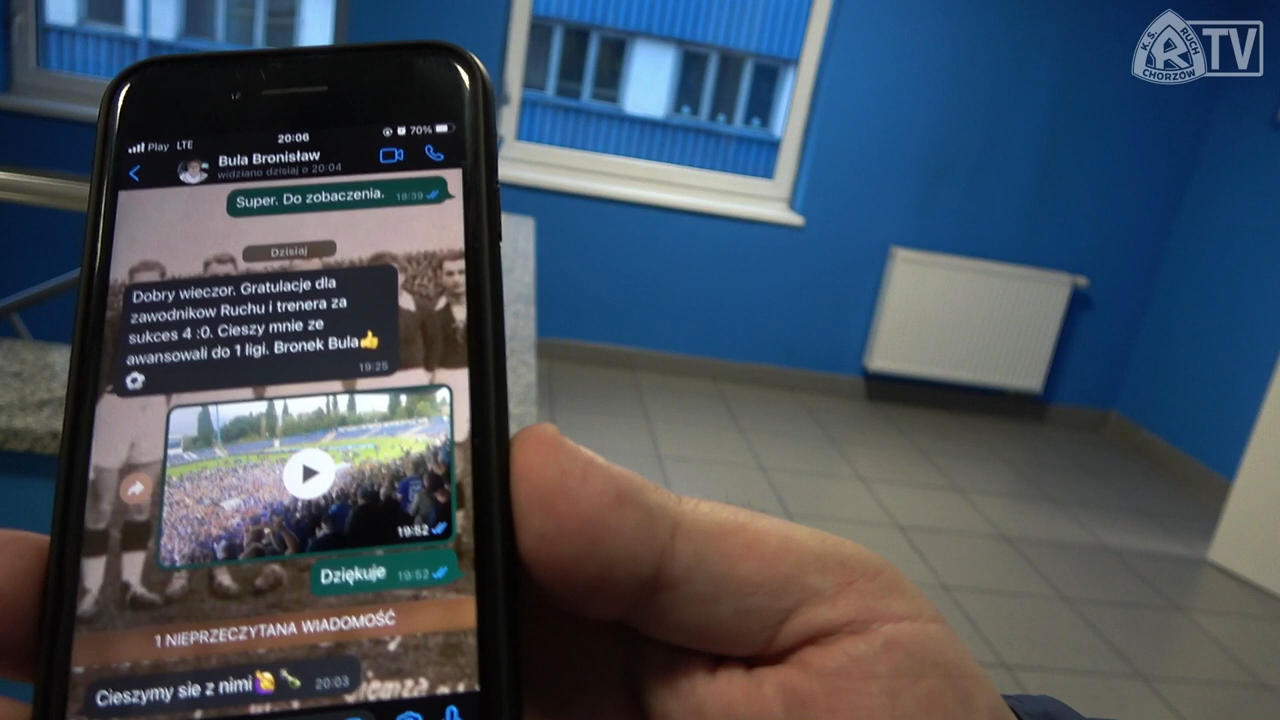 K.S. RUCH CHORZÓW
R TV
Play LTE
20:06
70%
Bula Bronisław
widziano dzisiaj o 20:04
Super. Do zobaczenia. 18:39
Dzisiaj
Dobry wieczor. Gratulacje dla
zawodnikow Ruchu i trenera za
sukces 4 :0. Cieszy mnie ze
awansowali do 1 ligi. Bronek Bula👍
⚽
19:25
19:52
Dziękuje 19:52
1 NIEPRZECZYTANA WIADOMOŚĆ
Cieszymy sie z nimi🙋🍾 20:03